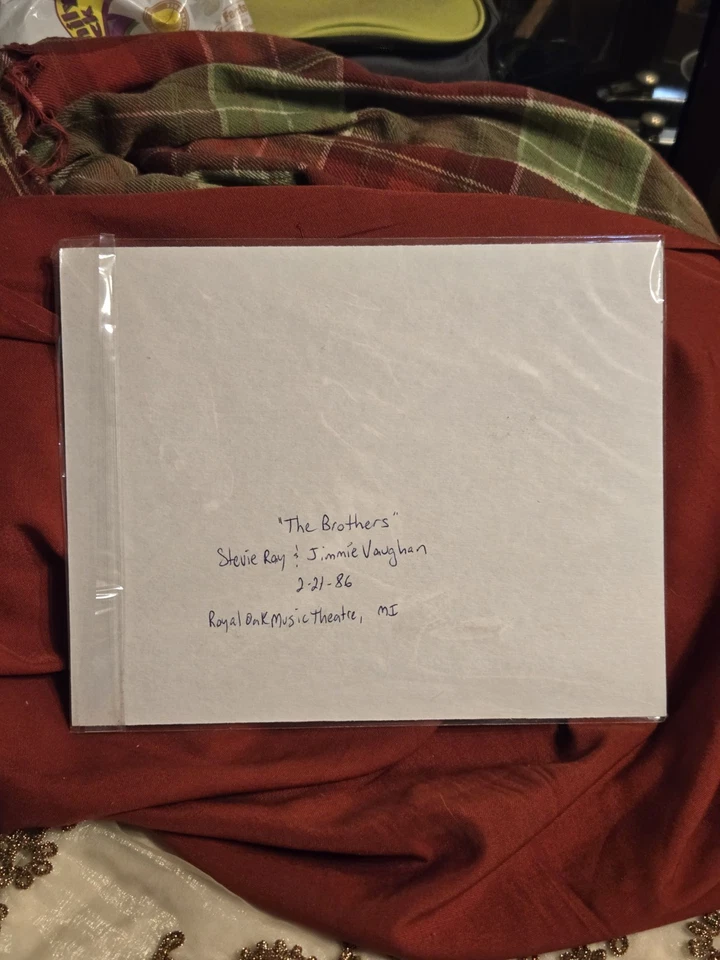 "The Brothers"
Stevie Ray & Jimmie Vaughan
2-21-86
Royal Oak Music Theatre, MI